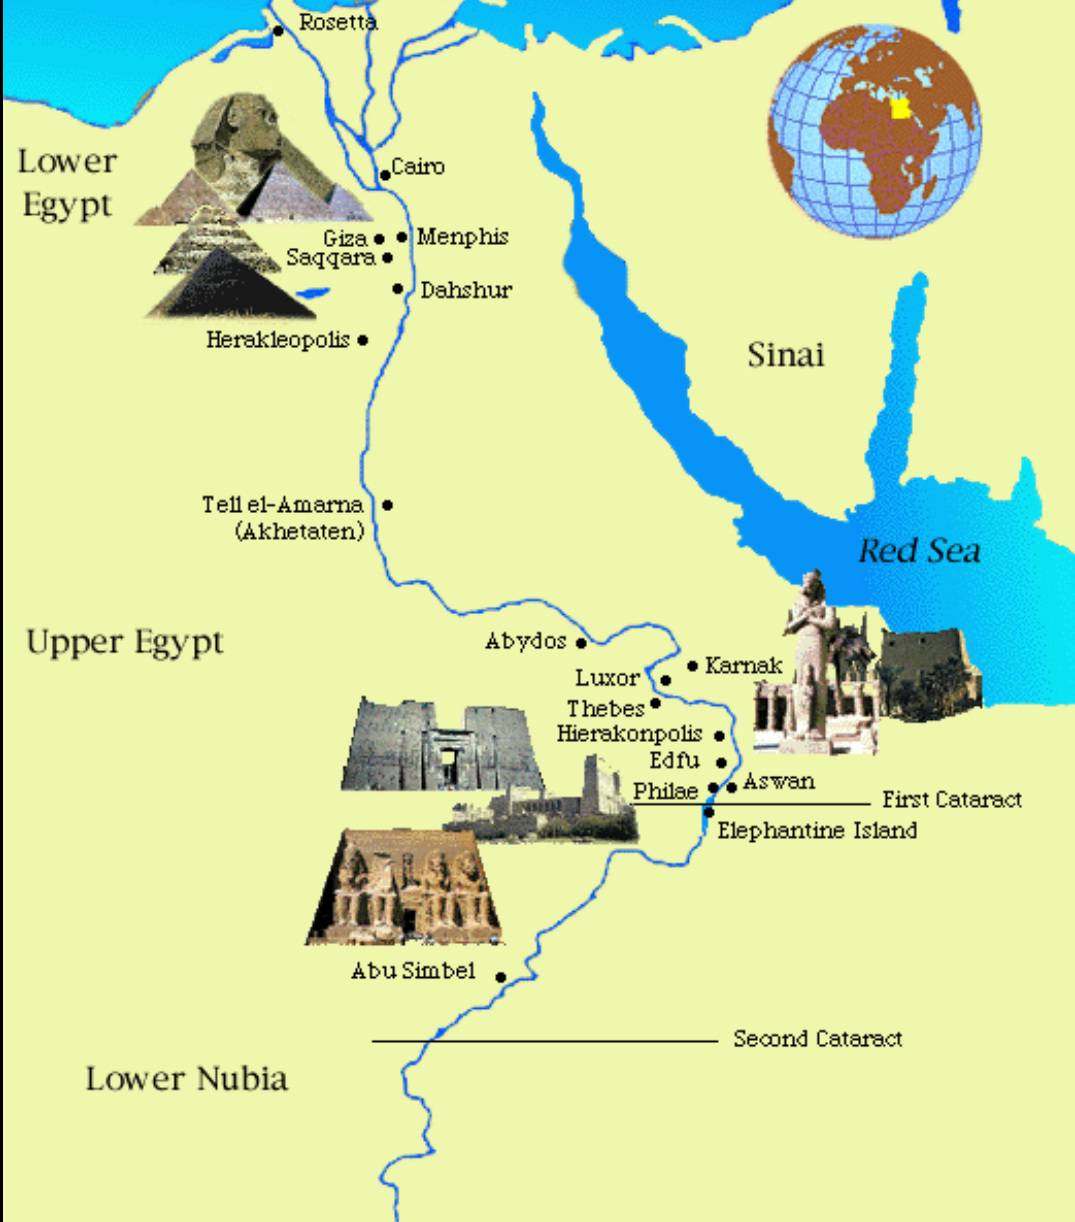 Rosetta
Lower
Egypt
Cairo
Giza
Menphis
Saqqara
Dahshur
Herakleopolis
Sinai
Tell el-Amarna
(Akhetaten)
Red Sea
Upper Egypt
Abydos
Karnak
Luxor
Thebes
Hierakonpolis
Edfu
Philae
Aswan
First Cataract
Elephantine Island
Abu Simbel
Second Cataract
Lower Nubia